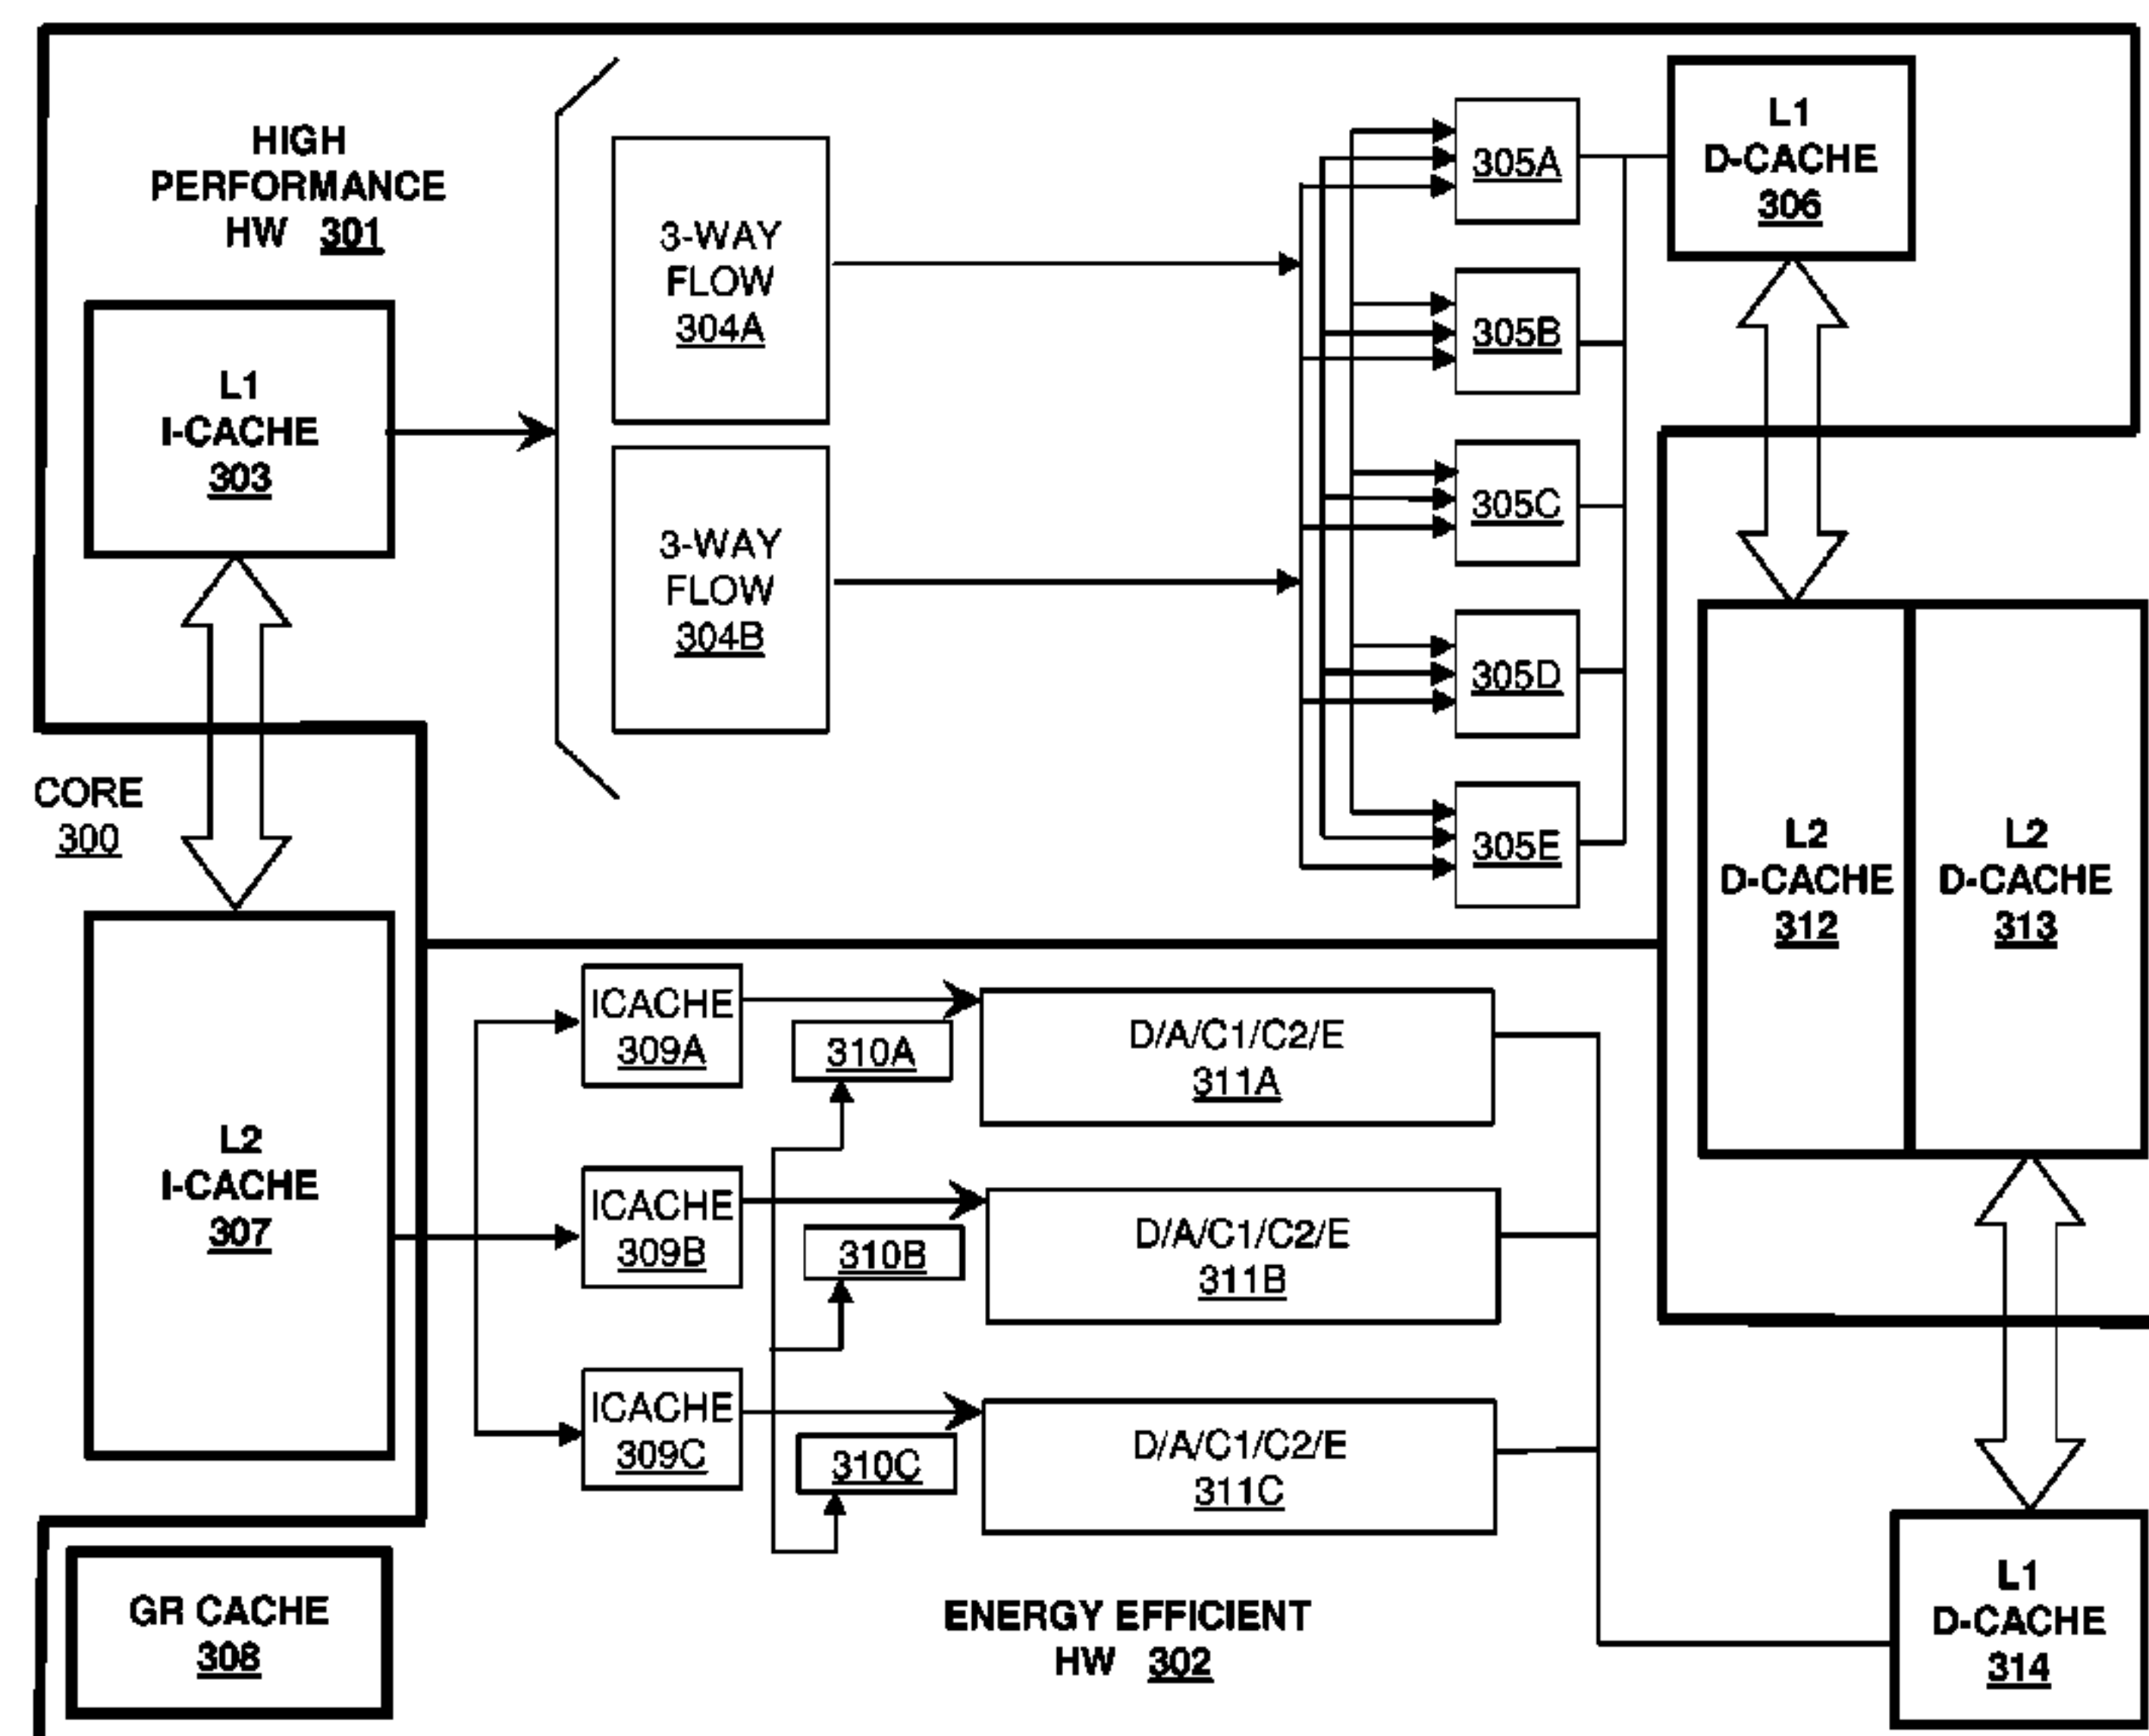 HIGH
PERFORMANCE
HW 301
L1
I-CACHE
303
3-WAY
FLOW
304A
3-WAY
FLOW
304B
305A
305B
305C
305D
305E
L1
D-CACHE
306
CORE
300
L2
I-CACHE
307
L2
D-CACHE
312
L2
D-CACHE
313
ICACHE
309A
310A
D/A/C1/C2/E
311A
ICACHE
309B
310B
D/A/C1/C2/E
311B
ICACHE
309C
310C
D/A/C1/C2/E
311C
GR CACHE
308
ENERGY EFFICIENT
HW 302
L1
D-CACHE
314